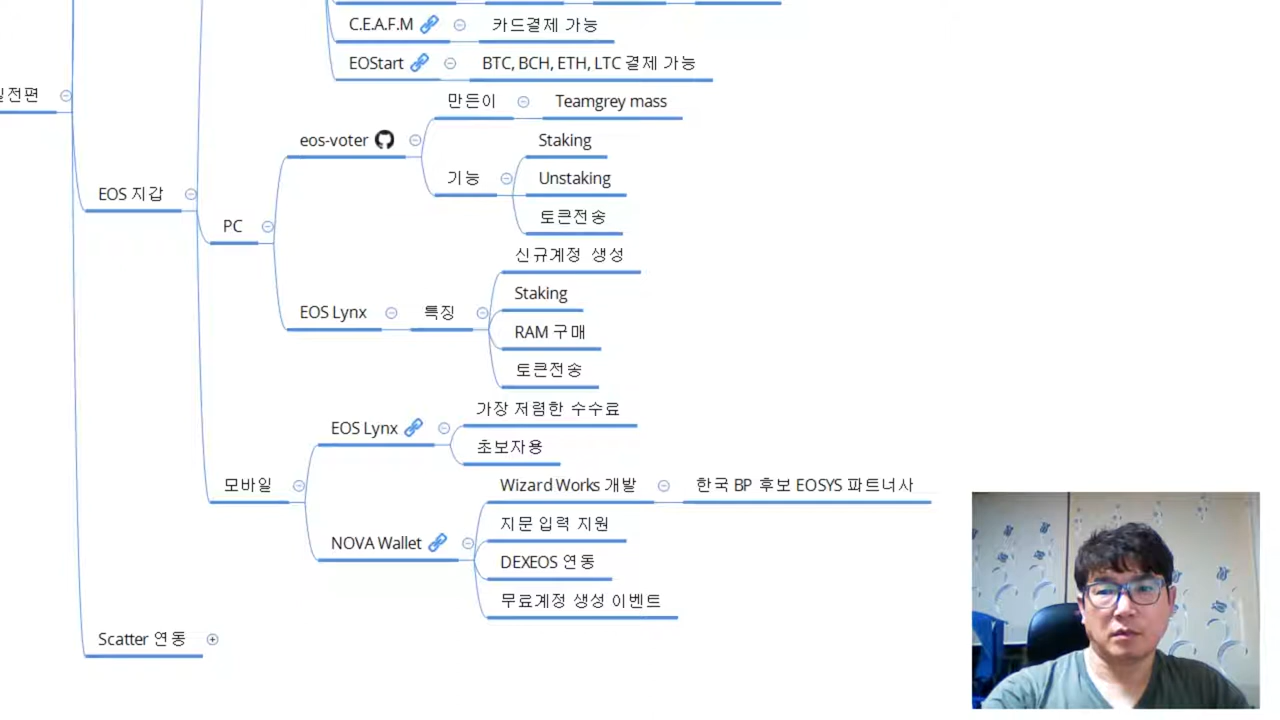 C.E.A.F.M
카드결제 가능
EOStart
BTC, BCH, ETH, LTC 결제 가능
EOS 지갑
PC
eos-voter
만든이
Teamgrey mass
기능
Staking
Unstaking
토큰전송
EOS Lynx
특징
신규계정 생성
Staking
RAM 구매
토큰전송
모바일
EOS Lynx
가장 저렴한 수수료
초보자용
NOVA Wallet
Wizard Works 개발
한국 BP 후보 EOSYS 파트너사
지문 입력 지원
DEXEOS 연동
무료계정 생성 이벤트
Scatter 연동